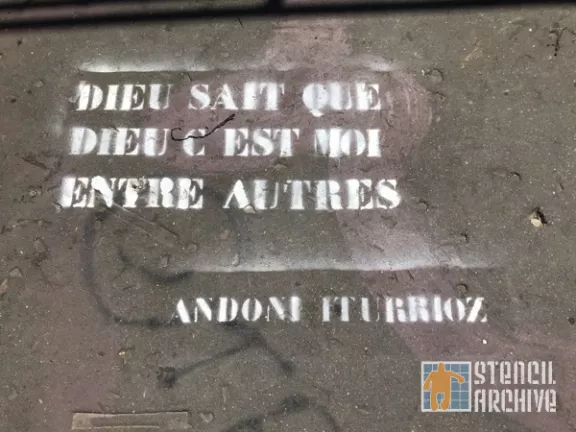 DIEU SAIT QUE
DIEU C EST MOI
ENTRE AUTRES
ANDONI ITURRIOZ
STENCIL
ARCHIVE